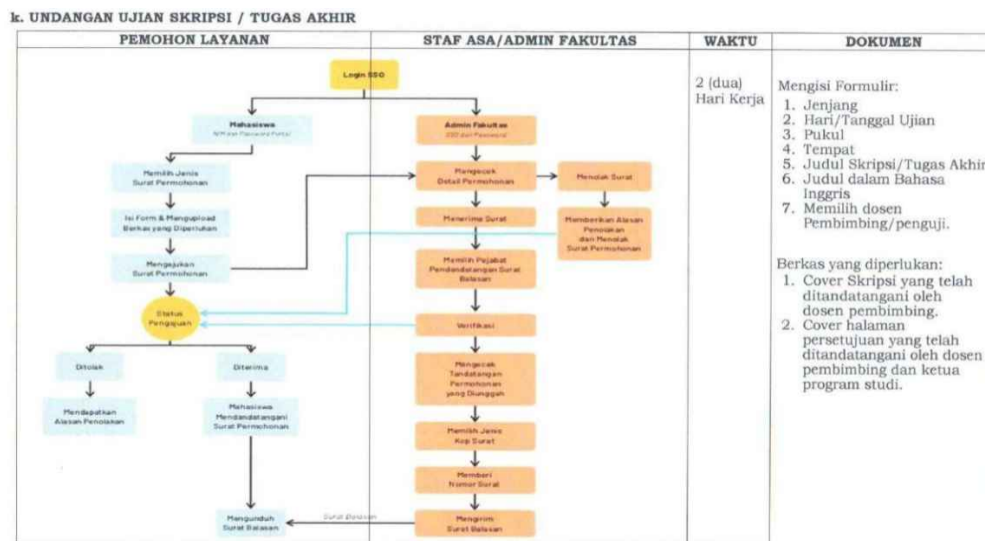 k. UNDANGAN UJIAN SKRIPSI / TUGAS AKHIR
PEMOHON LAYANAN
STAF ASA/ADMIN FAKULTAS
WAKTU
DOKUMEN
Login SSO
Mahasiswa
NPM dan Password Portal
Memilih Jenis
Surat Permohonan
Isi Form & Mengupload
Berkas yang Diperlukan
Mengajukan
Surat Permohonan
Status
Pengajuan
Ditolak
Diterima
Mendapatkan
Alasan Penolakan
Mahasiswa
Mendandatangani
Surat Permohonan
Mengunduh
Surat Balasan
Surat Balasan
Admin Fakultas
SSO dan Password
Mengecek
Detail Permohonan
Menolak Surat
Menerima Surat
Memberikan Alasan
Penolakan
dan Menolak
Surat Permohonan
Memilih Pejabat
Pendandatangan Surat
Balasan
Verifikasi
Mengecek
Tandatangan
Permohonan
yang Diunggah
Memilih Jenis
Kop Surat
Memberi
Nomor Surat
Mengirim
Surat Balasan
2 (dua)
Hari Kerja
Mengisi Formulir:
1. Jenjang
2. Hari/Tanggal Ujian
3. Pukul
4. Tempat
5. Judul Skripsi/Tugas Akhir
6. Judul dalam Bahasa
Inggris
7. Memilih dosen
Pembimbing/penguji.
Berkas yang diperlukan:
1. Cover Skripsi yang telah
ditandatangani oleh
dosen pembimbing.
2. Cover halaman
persetujuan yang telah
ditandatangani oleh dosen
pembimbing dan ketua
program studi.